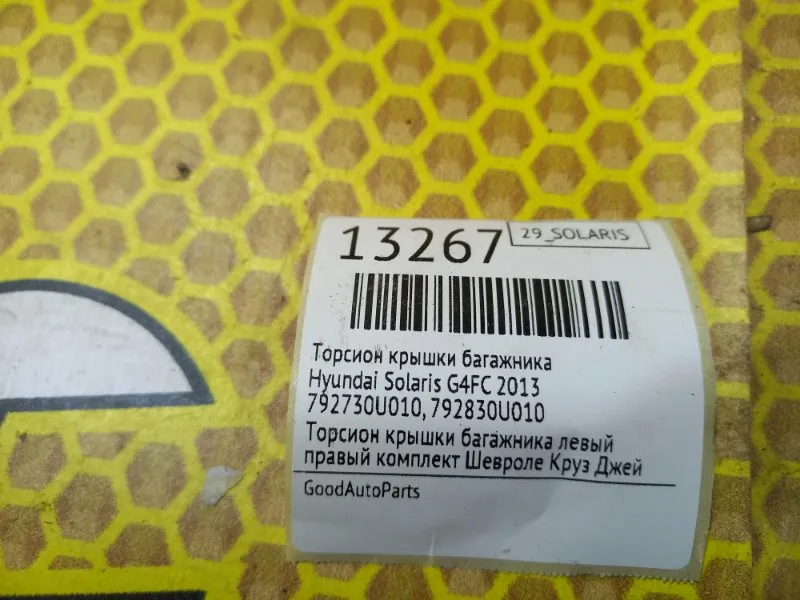 13267
29_SOLARIS
Торсион крышки багажника
Hyundai Solaris G4FC 2013
792730U010, 792830U010
Торсион крышки багажника левый
правый комплект Шевроле Круз Джей
GoodAutoParts